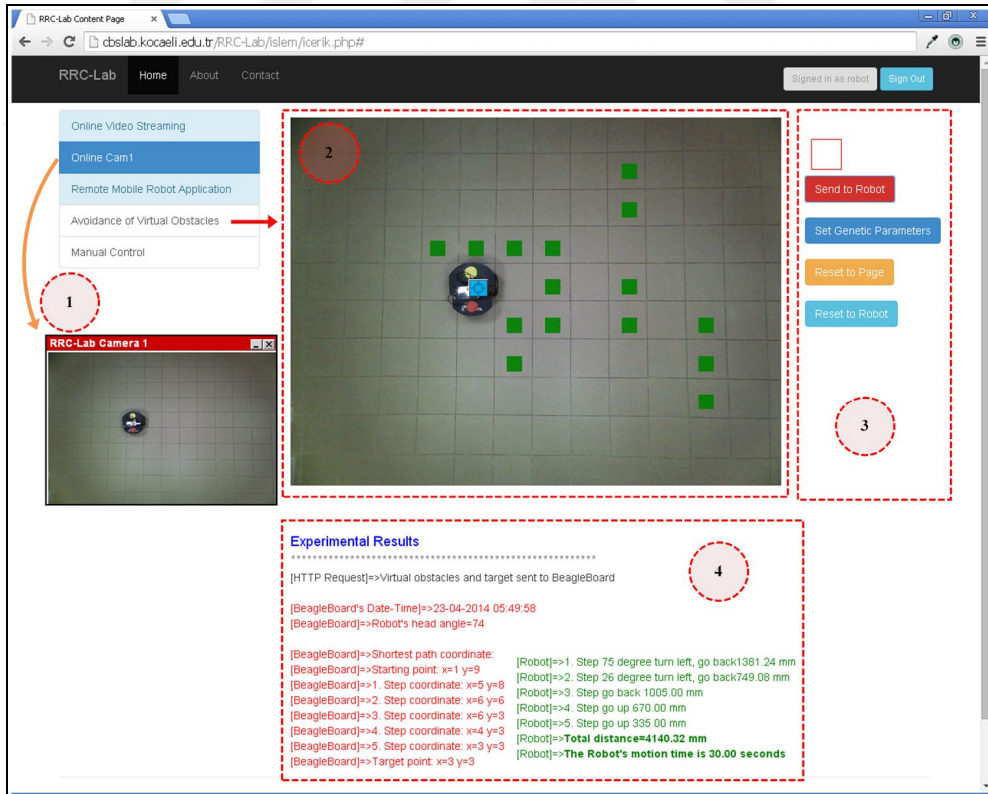 RRC-Lab Content Page
cbslab.kocaeli.edu.tr/RRC-Lab/islem/icerik.php#
RRC-Lab Home About Contact
Signed in as robot Sign Out
Online Video Streaming
Online Cam1
Remote Mobile Robot Application
Avoidance of Virtual Obstacles
Manual Control
1
RRC-Lab Camera 1
2
Send to Robot
Set Genetic Parameters
Reset to Page
Reset to Robot
3
Experimental Results
**********************************************************
[HTTP Request]=>Virtual obstacles and target sent to BeagleBoard
[BeagleBoard's Date-Time]=>23-04-2014 05:49:58
[BeagleBoard]=>Robot's head angle=74
[BeagleBoard]=>Shortest path coordinate:
[BeagleBoard]=>Starting point: x=1 y=9
[BeagleBoard]=>1. Step coordinate: x=5 y=8
[BeagleBoard]=>2. Step coordinate: x=6 y=6
[BeagleBoard]=>3. Step coordinate: x=6 y=3
[BeagleBoard]=>4. Step coordinate: x=4 y=3
[BeagleBoard]=>5. Step coordinate: x=3 y=3
[BeagleBoard]=>Target point: x=3 y=3
[Robot]=>1. Step 75 degree turn left, go back1381.24 mm
[Robot]=>2. Step 26 degree turn left, go back749.08 mm
[Robot]=>3. Step go back 1005.00 mm
[Robot]=>4. Step go up 670.00 mm
[Robot]=>5. Step go up 335.00 mm
[Robot]=>Total distance=4140.32 mm
[Robot]=>The Robot's motion time is 30.00 seconds
4